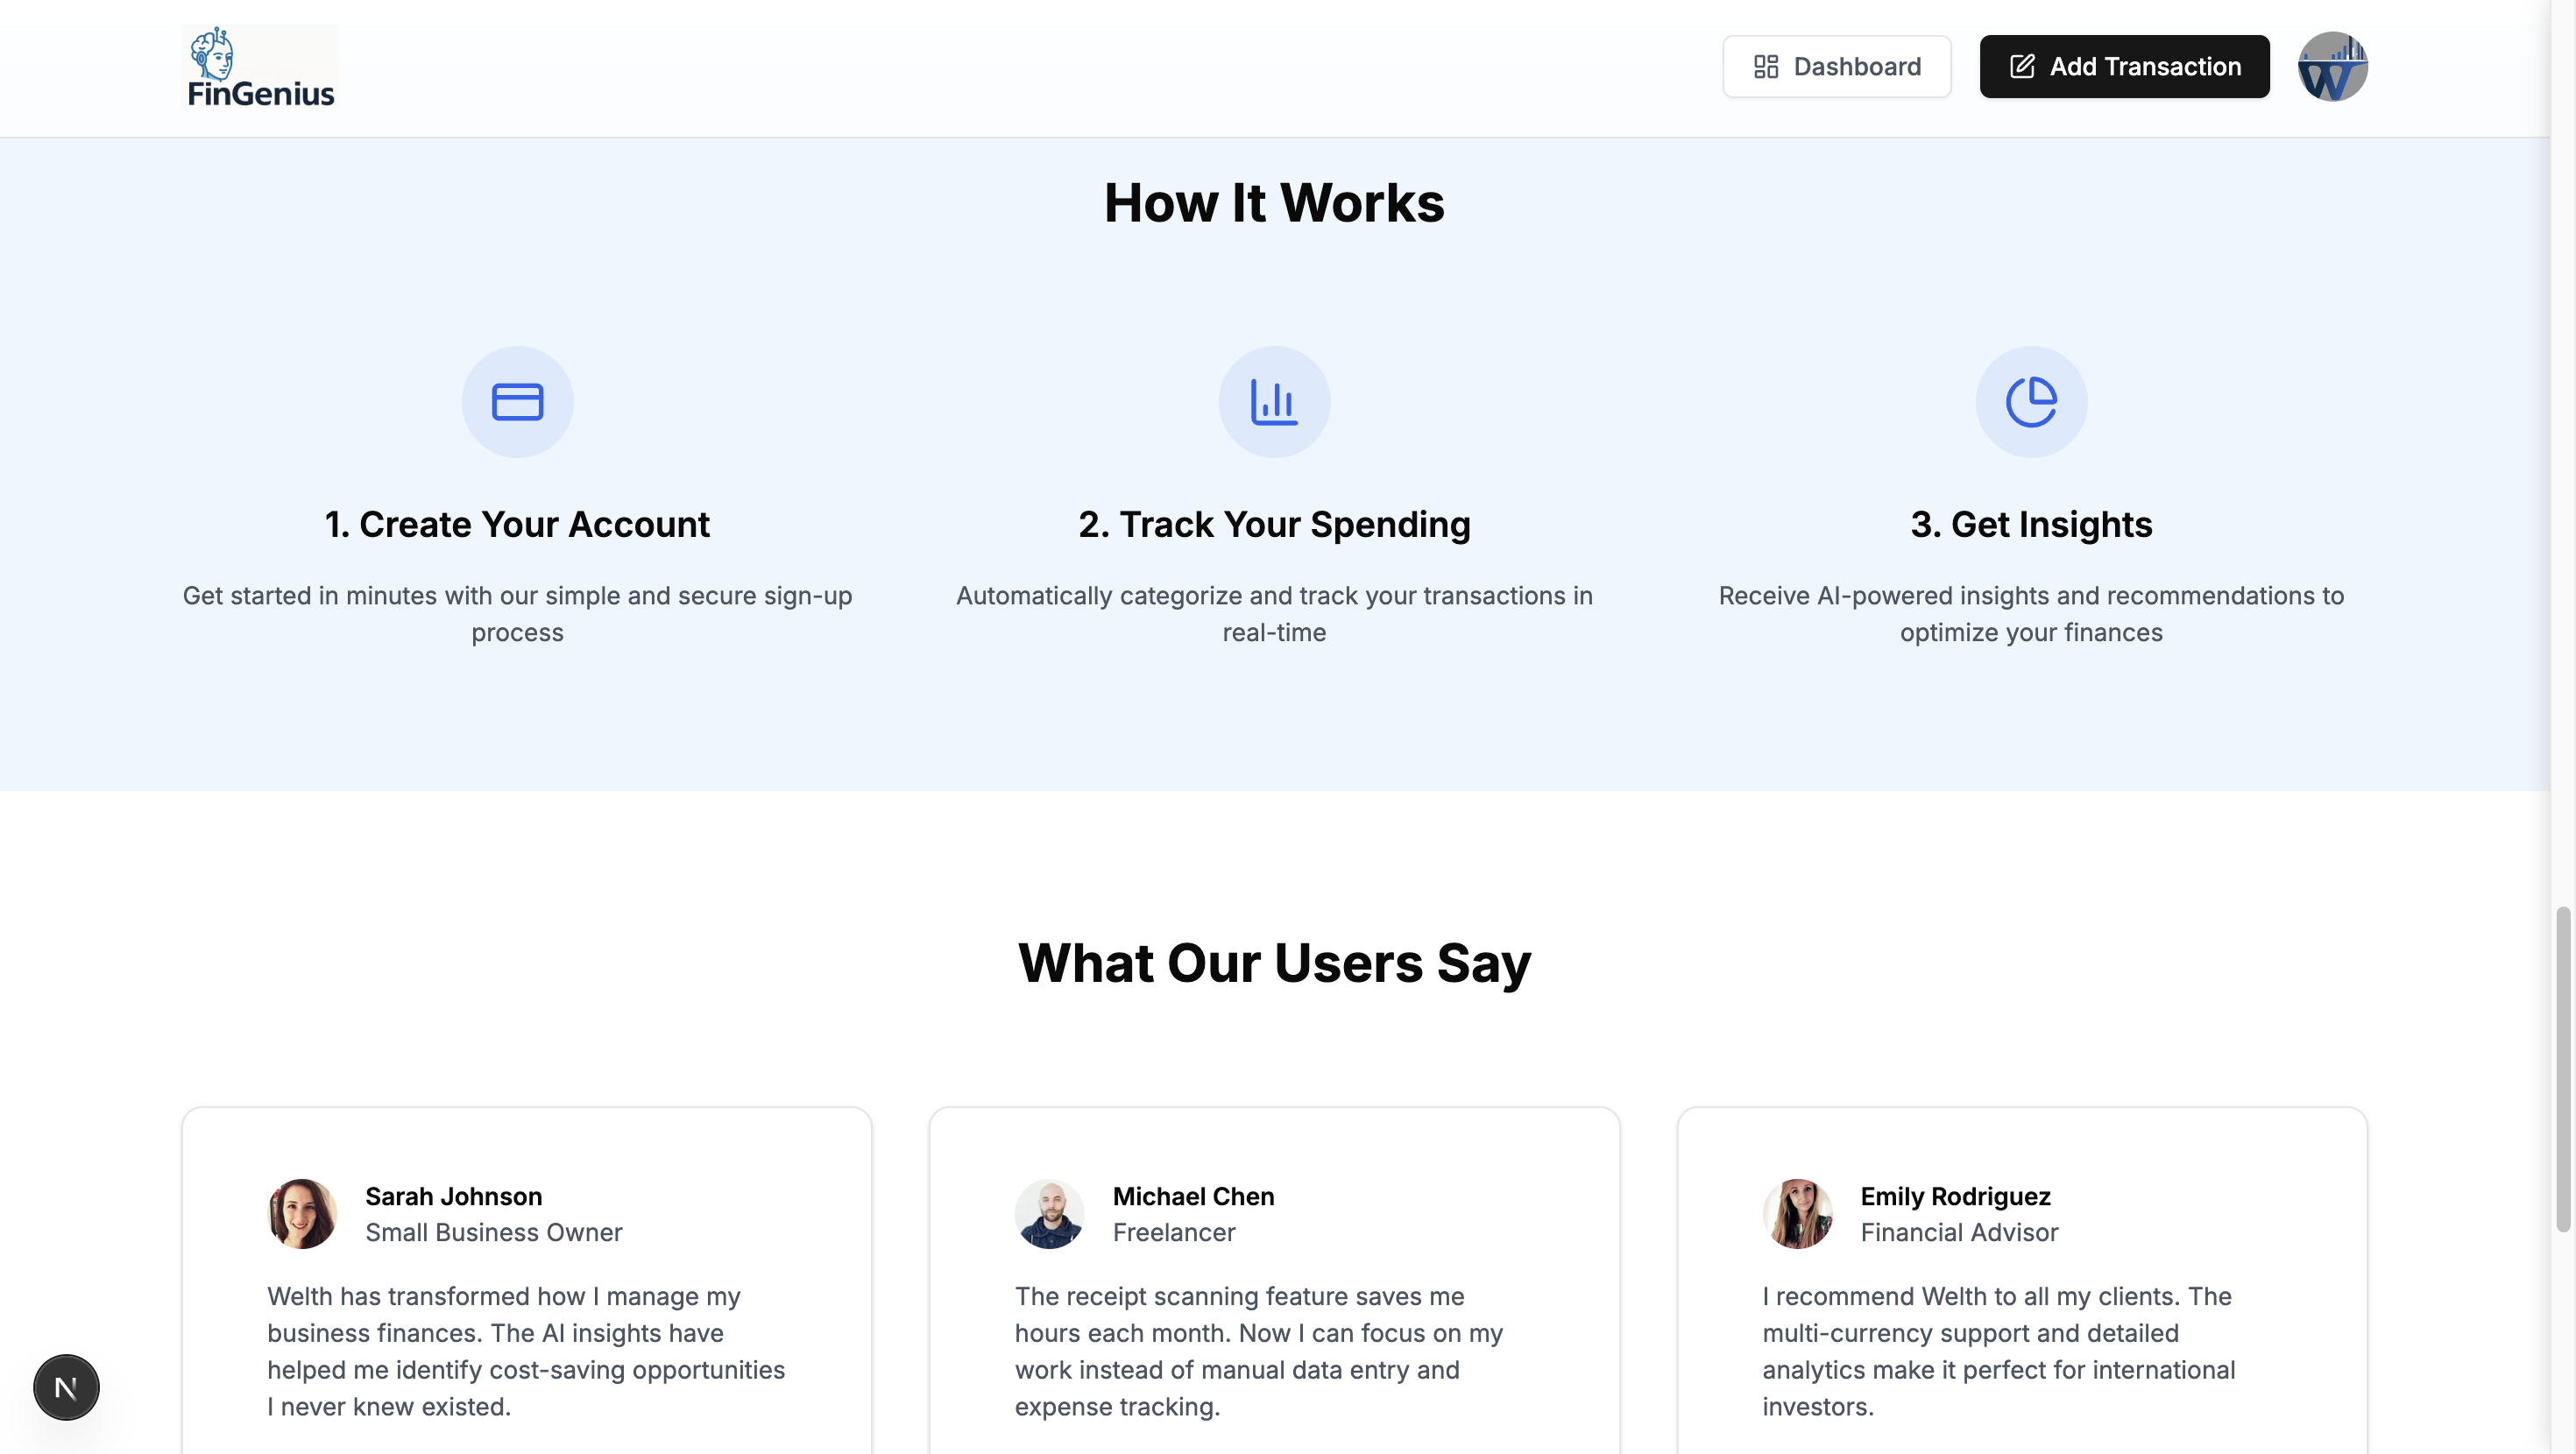 FinGenius
Dashboard
Add Transaction
W
How It Works
1. Create Your Account
Get started in minutes with our simple and secure sign-up
process
2. Track Your Spending
Automatically categorize and track your transactions in
real-time
3. Get Insights
Receive AI-powered insights and recommendations to
optimize your finances
What Our Users Say
Sarah Johnson
Small Business Owner
Welth has transformed how I manage my
business finances. The AI insights have
helped me identify cost-saving opportunities
I never knew existed.
Michael Chen
Freelancer
The receipt scanning feature saves me
hours each month. Now I can focus on my
work instead of manual data entry and
expense tracking.
Emily Rodriguez
Financial Advisor
I recommend Welth to all my clients. The
multi-currency support and detailed
analytics make it perfect for international
investors.
N